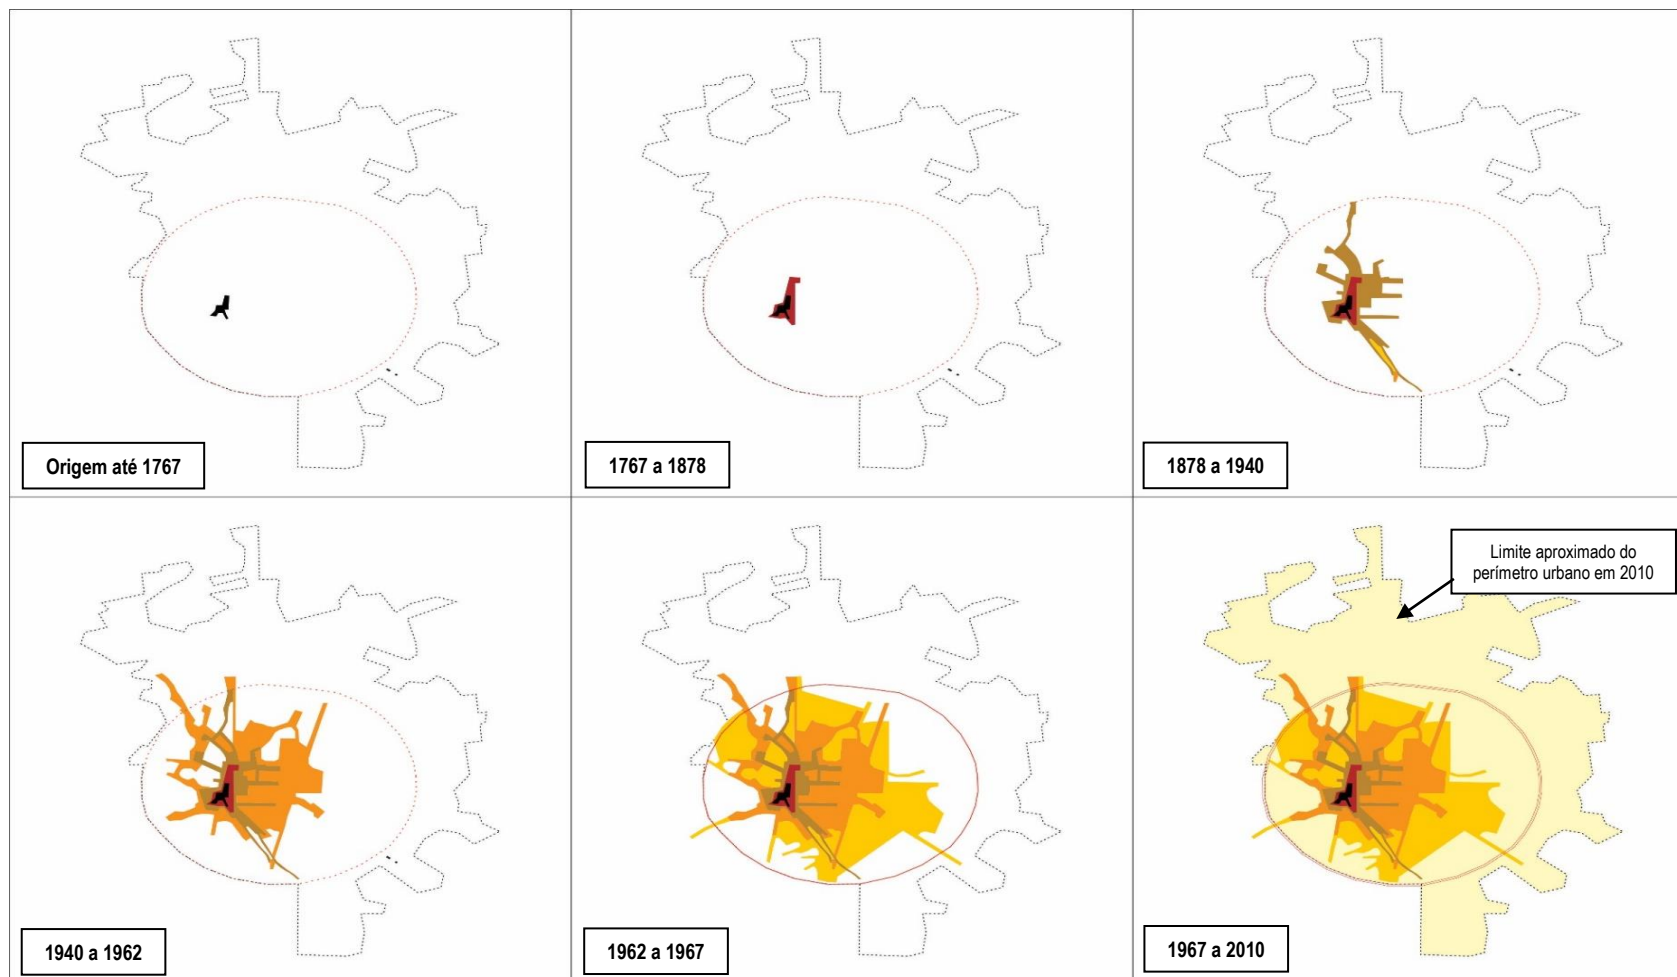 Origem até 1767
1767 a 1878
1878 a 1940
1940 a 1962
1962 a 1967
Limite aproximado do
perímetro urbano em 2010
1967 a 2010